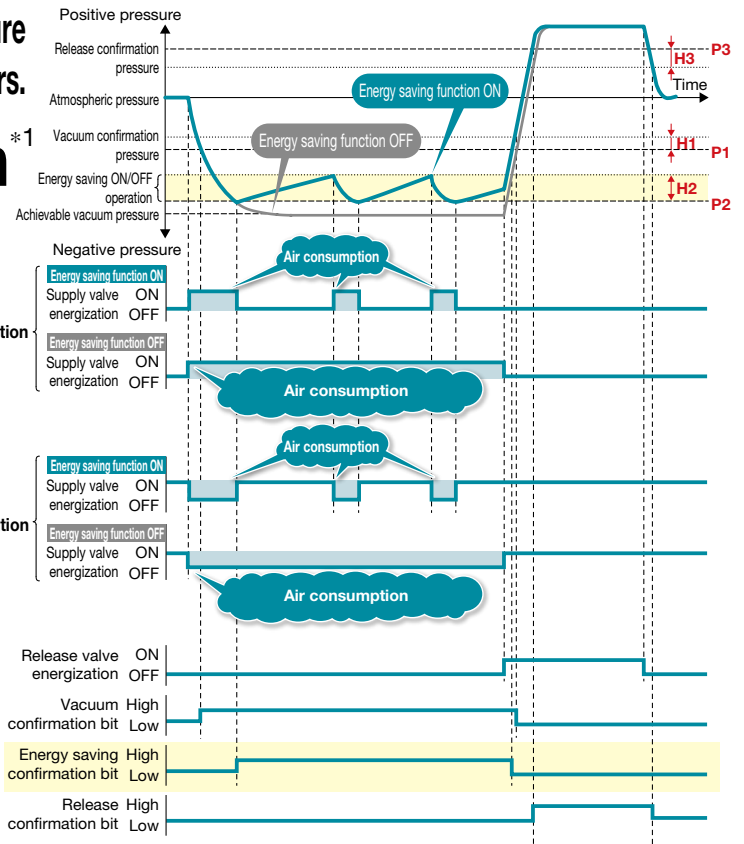 Positive pressure
ure
rs.
*1
Release confirmation
pressure
P3
H3
Time
Atmospheric pressure
Energy saving function ON
Vacuum confirmation
pressure
Energy saving function OFF
H1
P1
Energy saving ON/OFF
operation
H2
P2
Achievable vacuum pressure
Negative pressure
Energy saving function ON
Supply valve ON
energization OFF
Air consumption
tion
Energy saving function OFF
Supply valve ON
energization OFF
Air consumption
Energy saving function ON
Supply valve ON
energization OFF
Air consumption
tion
Energy saving function OFF
Supply valve ON
energization OFF
Air consumption
Release valve ON
energization OFF
Vacuum High
confirmation bit Low
Energy saving High
confirmation bit Low
Release High
confirmation bit Low